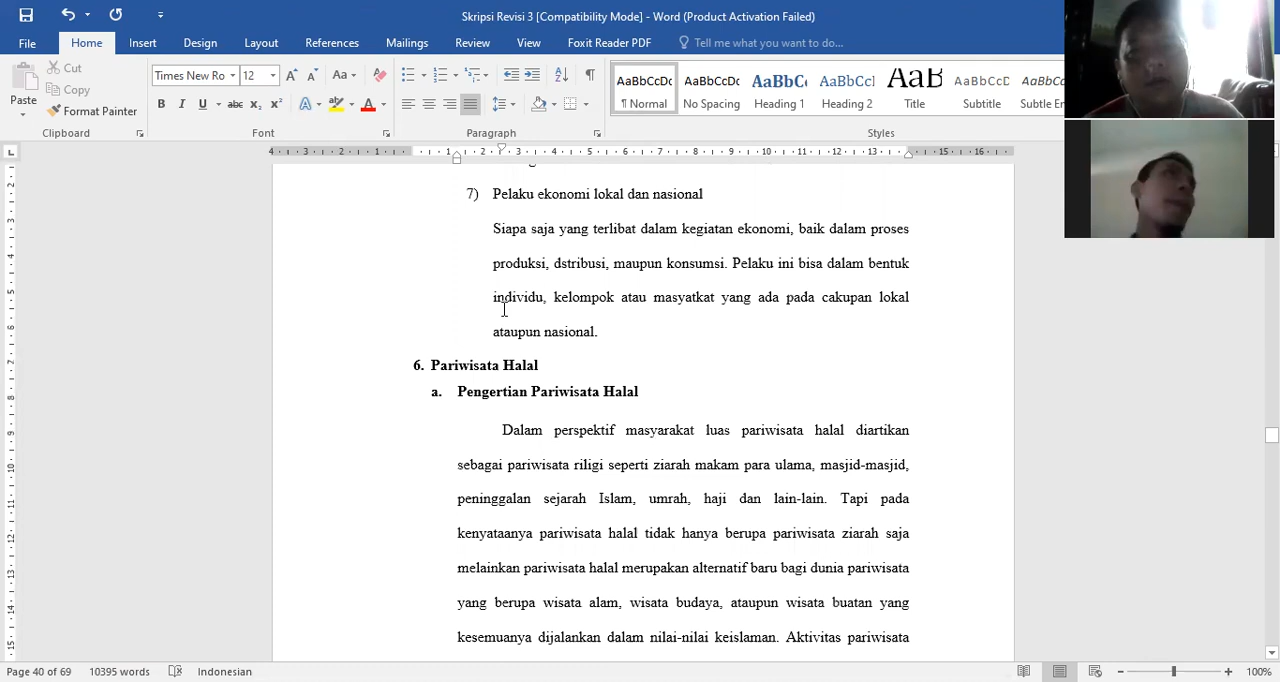 Skripsi Revisi 3 [Compatibility Mode] - Word (Product Activation Failed)
File Home Insert Design Layout References Mailings Review View Foxit Reader PDF Tell me what you want to do...
Paste
Cut
Copy
Format Painter
Clipboard
Times New Ro 12
Font
Paragraph
AaBbCcDc AaBbCcDc AaBbC AaBbCcI AaB AaBbCcD AaBbCcD
¶ Normal No Spacing Heading 1 Heading 2 Title Subtitle Subtle Em
Styles
7) Pelaku ekonomi lokal dan nasional
Siapa saja yang terlibat dalam kegiatan ekonomi, baik dalam proses
produksi, dstribusi, maupun konsumsi. Pelaku ini bisa dalam bentuk
individu, kelompok atau masyatkat yang ada pada cakupan lokal
ataupun nasional.
6. Pariwisata Halal
a. Pengertian Pariwisata Halal
Dalam perspektif masyarakat luas pariwisata halal diartikan
sebagai pariwisata riligi seperti ziarah makam para ulama, masjid-masjid,
peninggalan sejarah Islam, umrah, haji dan lain-lain. Tapi pada
kenyataanya pariwisata halal tidak hanya berupa pariwisata ziarah saja
melainkan pariwisata halal merupakan alternatif baru bagi dunia pariwisata
yang berupa wisata alam, wisata budaya, ataupun wisata buatan yang
kesemuanya dijalankan dalam nilai-nilai keislaman. Aktivitas pariwisata
Page 40 of 69 10395 words Indonesian 100%